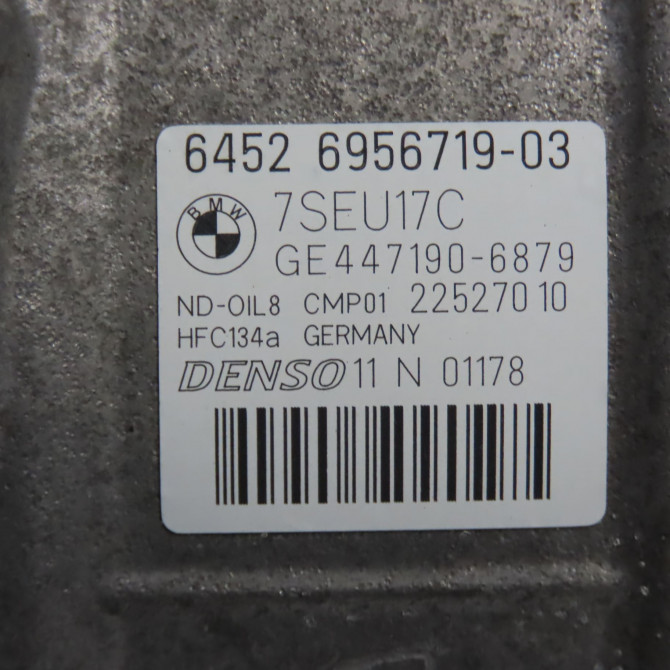 6452 6956719-03
BMW 7SEU17C
GE447190-6879
ND-OIL8 CMP01 22527010
HFC134a GERMANY
DENSO 11 N 01178